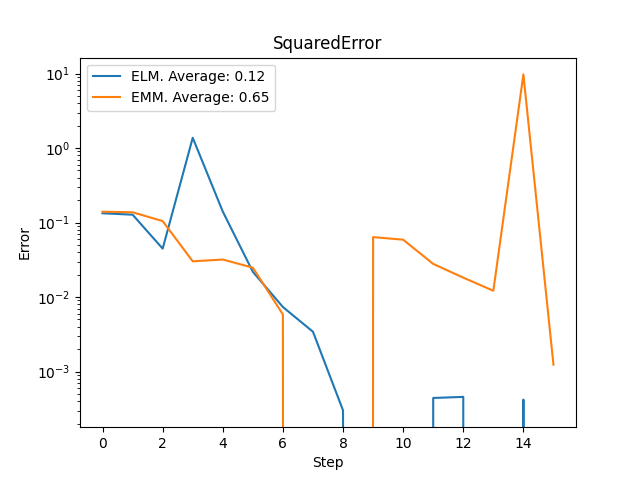 SquaredError
ELM. Average: 0.12
EMM. Average: 0.65
Error
10¹
10⁰
10⁻¹
10⁻²
10⁻³
0 2 4 6 8 10 12 14
Step